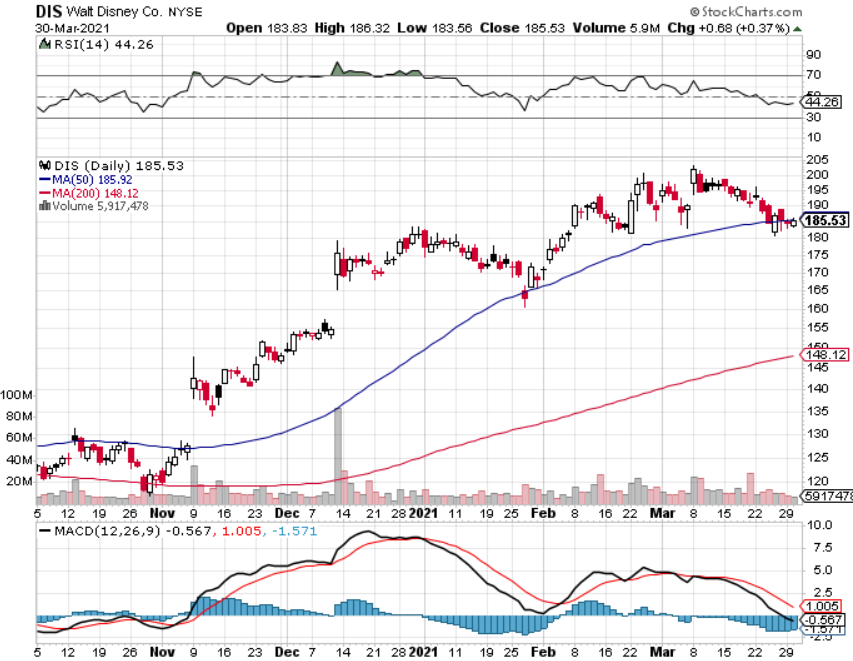 DIS Walt Disney Co. NYSE © StockCharts.com
30-Mar-2021 Open 183.83 High 186.32 Low 183.56 Close 185.53 Volume 5.9M Chg +0.68 (+0.37%)
RSI(14) 44.26
90
70
50
44.26
30
10
DIS (Daily) 185.53
MA(50) 185.92
MA(200) 148.12
Volume 5,917,478
205
200
195
190
185.53
180
175
170
165
160
155
150
148.12
145
140
135
130
125
120
5917478
100M
80M
60M
40M
20M
5 12 19 26 Nov 9 16 23 Dec 7 14 21 28 2021 11 19 25 Feb 8 16 22 Mar 8 15 22 29
MACD(12,26,9) -0.567, 1.005, -1.571
10.0
7.5
5.0
2.5
1.005
-0.567
-1.571
-2.5
5 12 19 26 Nov 9 16 23 Dec 7 14 21 28 2021 11 19 25 Feb 8 16 22 Mar 8 15 22 29